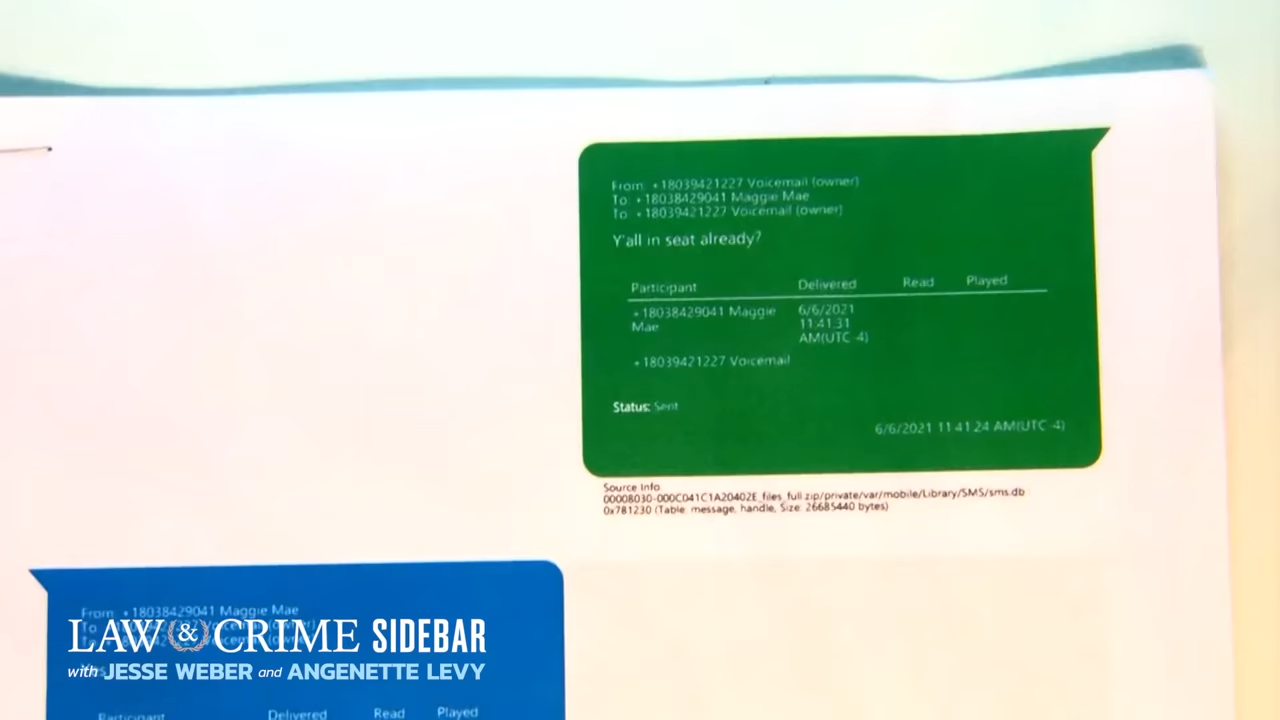 From: +18039421227 Voicemail (owner)
To: +18038429041 Maggie Mae
To: +18039421227 Voicemail (owner)
Y'all in seat already?
Participant Delivered Read Played
+18038429041 Maggie Mae 6/6/2021 11:41:31 AM(UTC-4)
+18039421227 Voicemail
Status: Sent
6/6/2021 11:41:24 AM(UTC-4)
Source Info:
00008030-000C041C1A20402E_files_full.zip/private/var/mobile/Library/SMS/sms.db
0x781230 (Table: message, handle, Size: 26685440 bytes)
From: +18038429041 Maggie Mae
To
To
LAW & CRIME SIDEBAR
with JESSE WEBER and ANGENETTE LEVY
Participant Delivered Read Played